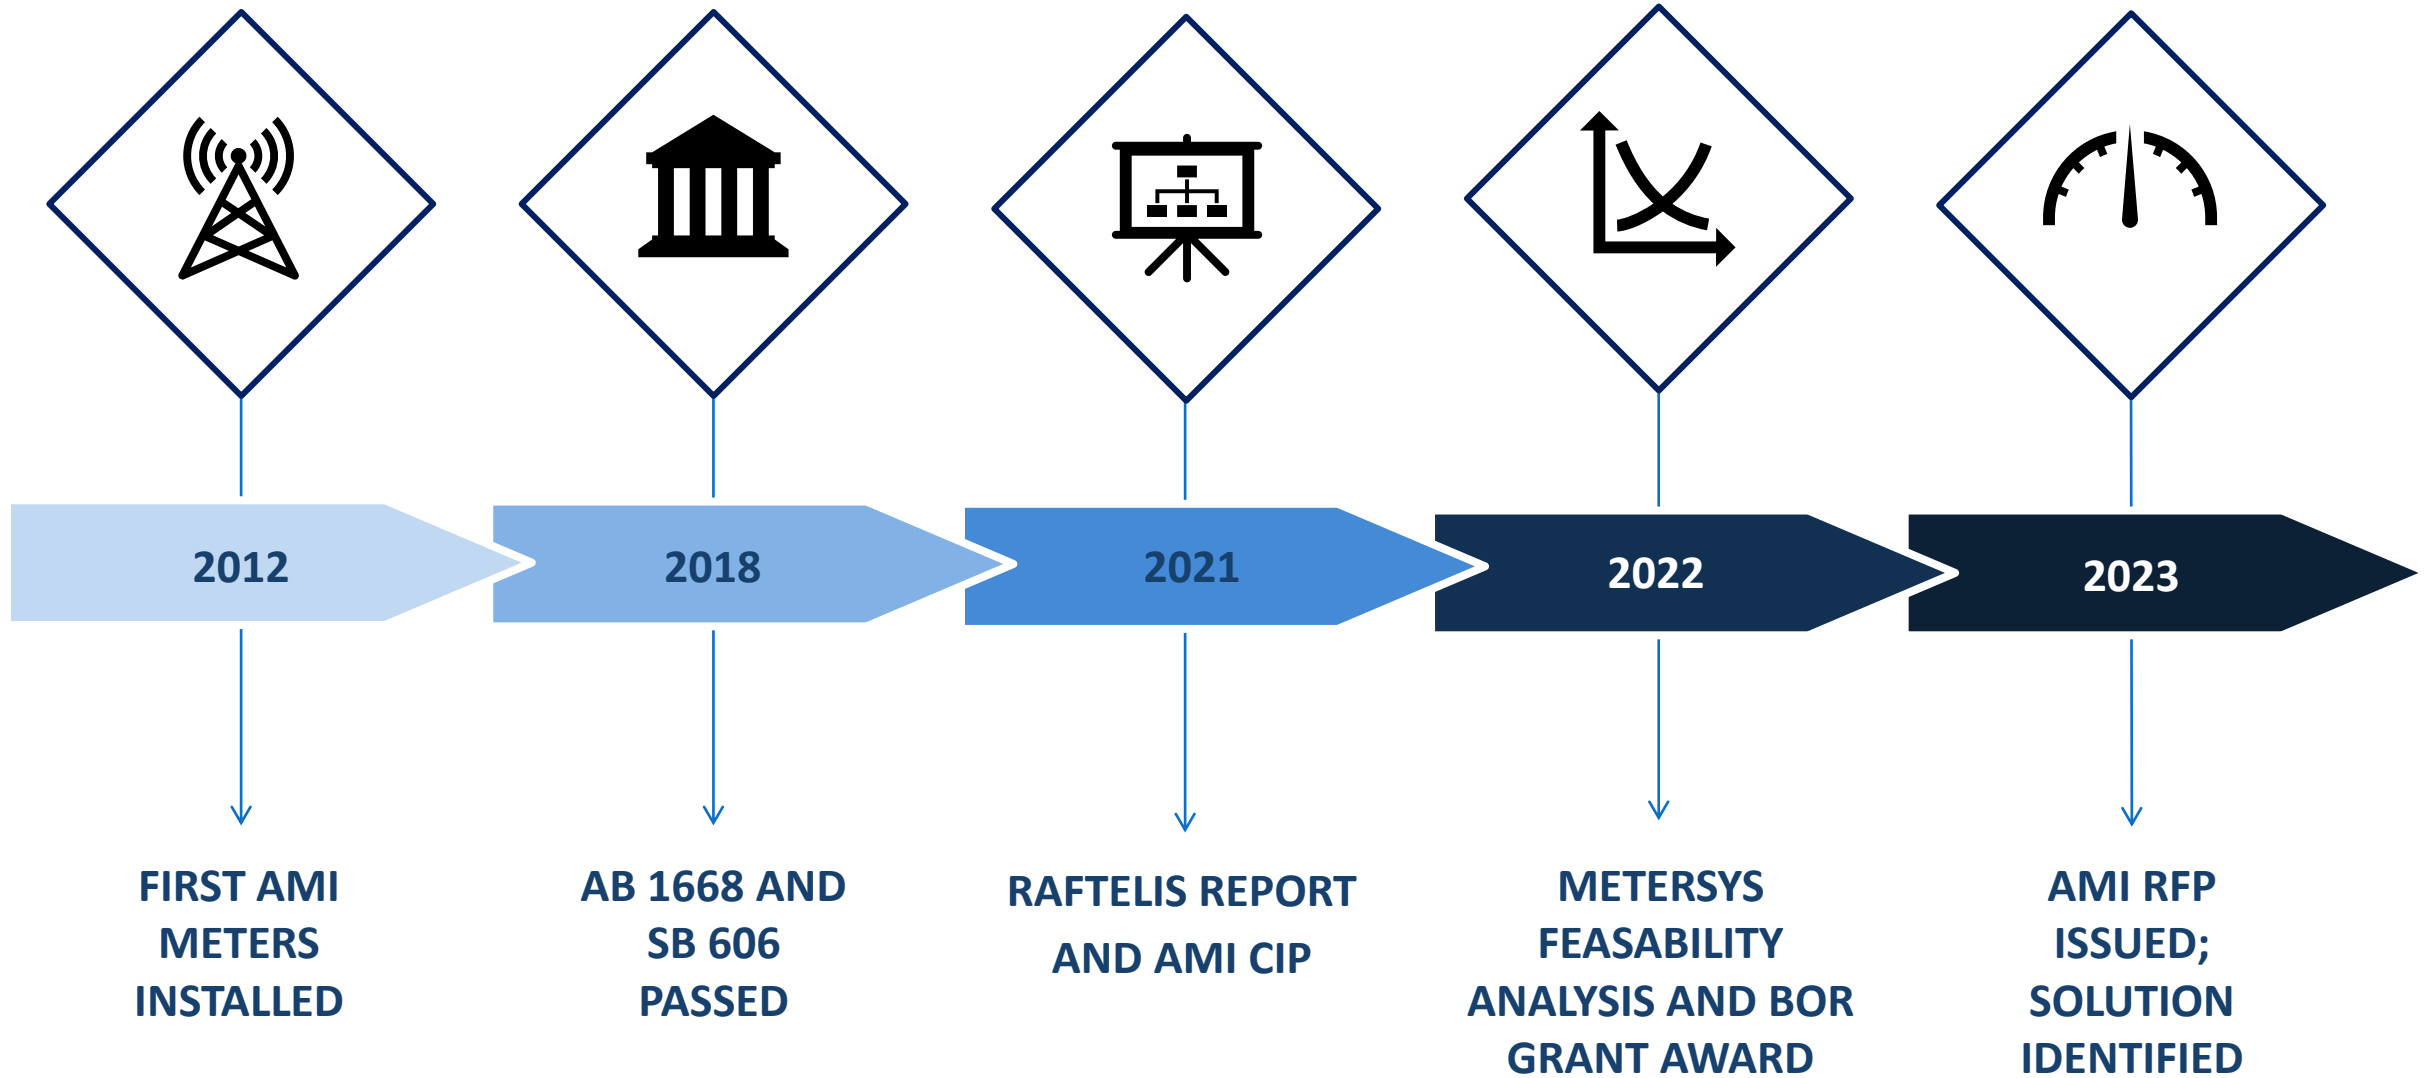 2012
2018
2021
2022
2023
FIRST AMI
METERS
INSTALLED
AB 1668 AND
SB 606
PASSED
RAFTELIS REPORT
AND AMI CIP
METERSYS
FEASABILITY
ANALYSIS AND BOR
GRANT AWARD
AMI RFP
ISSUED;
SOLUTION
IDENTIFIED